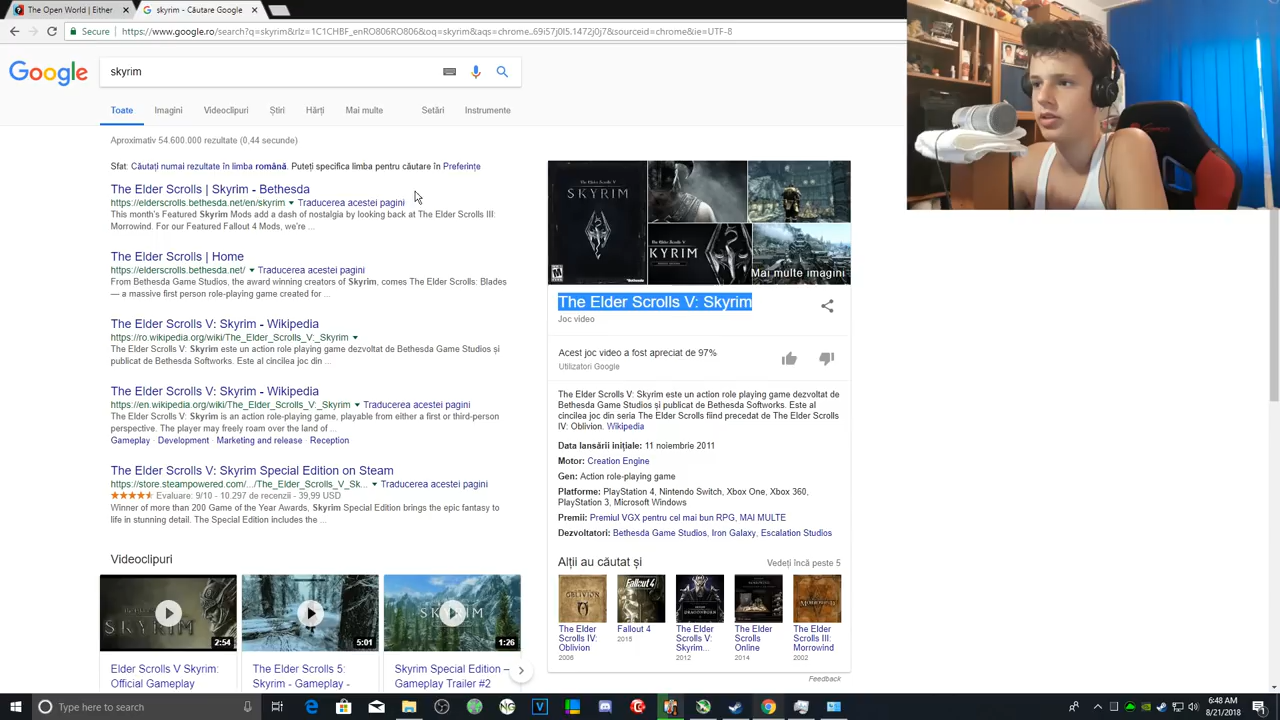 The Open World | Either
skyrim - Căutare Google
Secure | https://www.google.ro/search?q=skyrim&rlz=1C1CHBF_enRO806RO806&oq=skyrim&aqs=chrome..69i57j0l5.1472j0j7&sourceid=chrome&ie=UTF-8
Google
skyrim
Toate Imagini Videoclipuri Știri Hărți Mai multe Setări Instrumente
Aproximativ 54.600.000 rezultate (0,44 secunde)
Sfat: Căutați numai rezultate în limba română. Puteți specifica limba pentru căutare în Preferințe
The Elder Scrolls | Skyrim - Bethesda
https://elderscrolls.bethesda.net/en/skyrim Traducerea acestei pagini
This month's Featured Skyrim Mods add a dash of nostalgia by looking back at The Elder Scrolls III:
Morrowind. For our Featured Fallout 4 Mods, we're ...
The Elder Scrolls | Home
https://elderscrolls.bethesda.net/ Traducerea acestei pagini
From Bethesda Game Studios, the award winning creators of Skyrim, comes The Elder Scrolls: Blades
— a massive first person role-playing game created for ...
The Elder Scrolls V: Skyrim - Wikipedia
https://ro.wikipedia.org/wiki/The_Elder_Scrolls_V:_Skyrim
The Elder Scrolls V: Skyrim este un action role playing game dezvoltat de Bethesda Game Studios și
publicat de Bethesda Softworks. Este al cincilea joc din ...
The Elder Scrolls V: Skyrim - Wikipedia
https://en.wikipedia.org/wiki/The_Elder_Scrolls_V:_Skyrim Traducerea acestei pagini
The Elder Scrolls V: Skyrim is an action role-playing game, playable from either a first or third-person
perspective. The player may freely roam over the land of ...
Gameplay · Development · Marketing and release · Reception
The Elder Scrolls V: Skyrim Special Edition on Steam
https://store.steampowered.com/.../The_Elder_Scrolls_V_Sk... Traducerea acestei pagini
Evaluare: 9/10 - 10.297 de recenzii - 39,99 USD
Winner of more than 200 Game of the Year Awards, Skyrim Special Edition brings the epic fantasy to
life in stunning detail. The Special Edition includes the ...
Videoclipuri
2:54
5:01
SKYRIM
1:26
Elder Scrolls V Skyrim:
Official Gameplay
The Elder Scrolls 5:
Skyrim - Gameplay -
Skyrim Special Edition –
Gameplay Trailer #2
SKYRIM
KYRIM
Mai multe imagini
The Elder Scrolls V: Skyrim
Joc video
Acest joc video a fost apreciat de 97%
Utilizatori Google
The Elder Scrolls V: Skyrim este un action role playing game dezvoltat de
Bethesda Game Studios și publicat de Bethesda Softworks. Este al
cincilea joc din seria The Elder Scrolls fiind precedat de The Elder Scrolls
IV: Oblivion. Wikipedia
Data lansării inițiale: 11 noiembrie 2011
Motor: Creation Engine
Gen: Action role-playing game
Platforme: PlayStation 4, Nintendo Switch, Xbox One, Xbox 360,
PlayStation 3, Microsoft Windows
Premii: Premiul VGX pentru cel mai bun RPG, MAI MULTE
Dezvoltatori: Bethesda Game Studios, Iron Galaxy, Escalation Studios
Alții au căutat și
Vedeți încă peste 5
OBLIVION
Fallout 4
MORROWIND
The Elder
Scrolls IV:
Oblivion
2006
Fallout 4
2015
The Elder
Scrolls V:
Skyrim...
2012
The Elder
Scrolls
Online
2014
The Elder
Scrolls III:
Morrowind
2002
Feedback
Type here to search
6:48 AM
8/21/2018